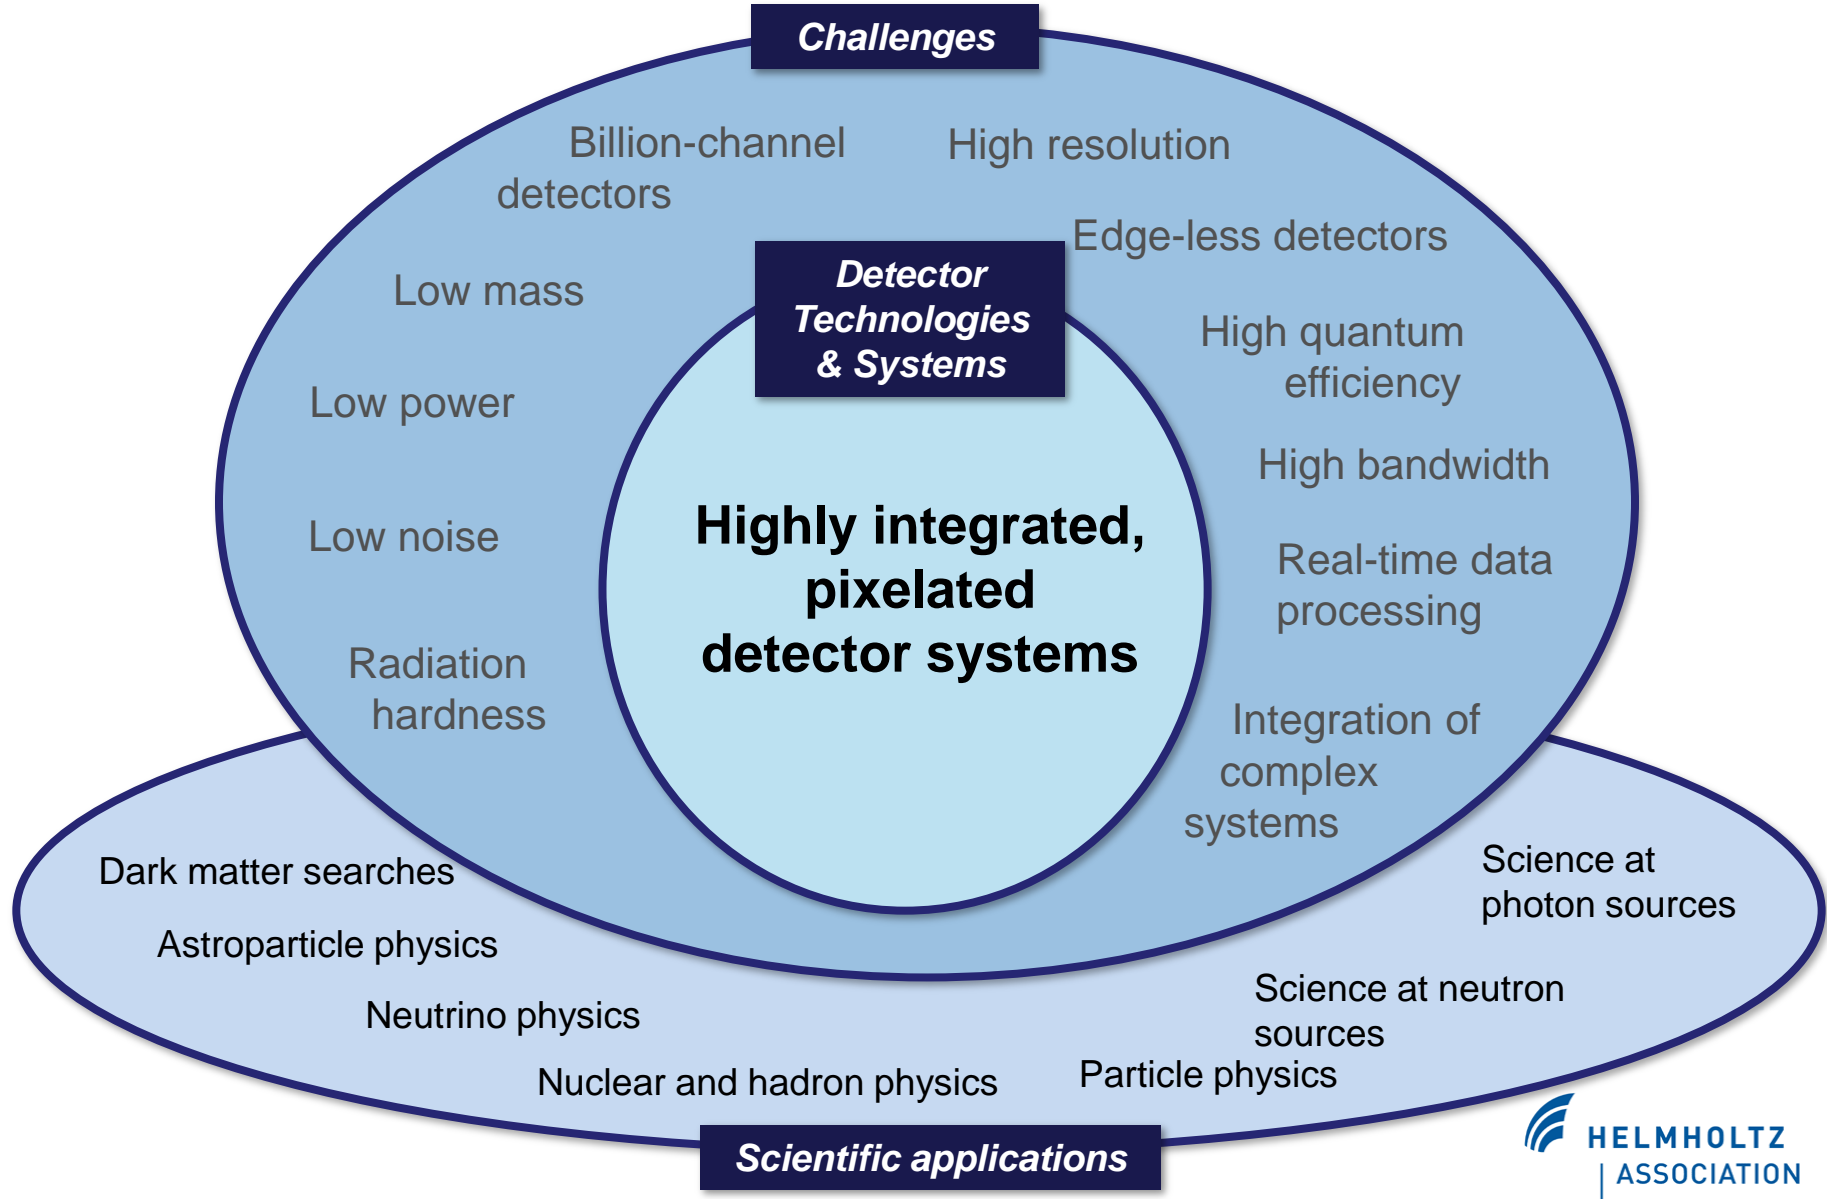 Challenges
Billion-channel
detectors
High resolution
Edge-less detectors
Low mass
Detector
Technologies
& Systems
High quantum
efficiency
Low power
High bandwidth
Low noise
Highly integrated,
pixelated
detector systems
Real-time data
processing
Radiation
hardness
Integration of
complex
systems
Dark matter searches
Astroparticle physics
Neutrino physics
Nuclear and hadron physics
Particle physics
Science at neutron
sources
Science at
photon sources
Scientific applications
HELMHOLTZ
| ASSOCIATION